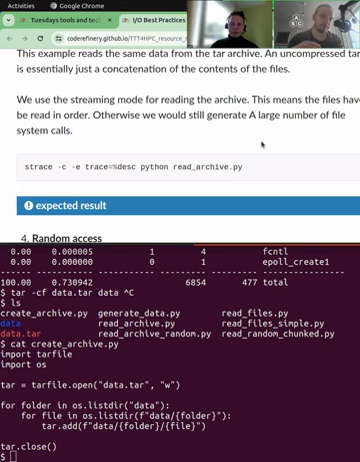 Activities
Google Chrome
Tuesdays tools and tech
I/O Best Practices
coderefinery.github.io/TTT4HPC_resource_
This example reads the same data from the tar archive. An uncompressed tar
is essentially just a concatenation of the contents of the files.
We use the streaming mode for reading the archive. This means the files have
be read in order. Otherwise we would still generate A large number of file
system calls.
strace -c -e trace=%desc python read_archive.py
expected result
4. Random access
0.00 0.000005 1 4 fcntl
0.00 0.000000 0 1 epoll_create1
------ ----------- ----------- --------- --------- ----------------
100.00 0.730942 6854 477 total
$ tar -cf data.tar data ^C
$ ls
create_archive.py generate_data.py read_files.py
data read_archive.py read_files_simple.py
data.tar read_archive_random.py read_random_chunked.py
$ cat create_archive.py
import tarfile
import os
tar = tarfile.open("data.tar", "w")
for folder in os.listdir("data"):
for file in os.listdir(f"data/{folder}"):
tar.add(f"data/{folder}/{file}")
tar.close()
$